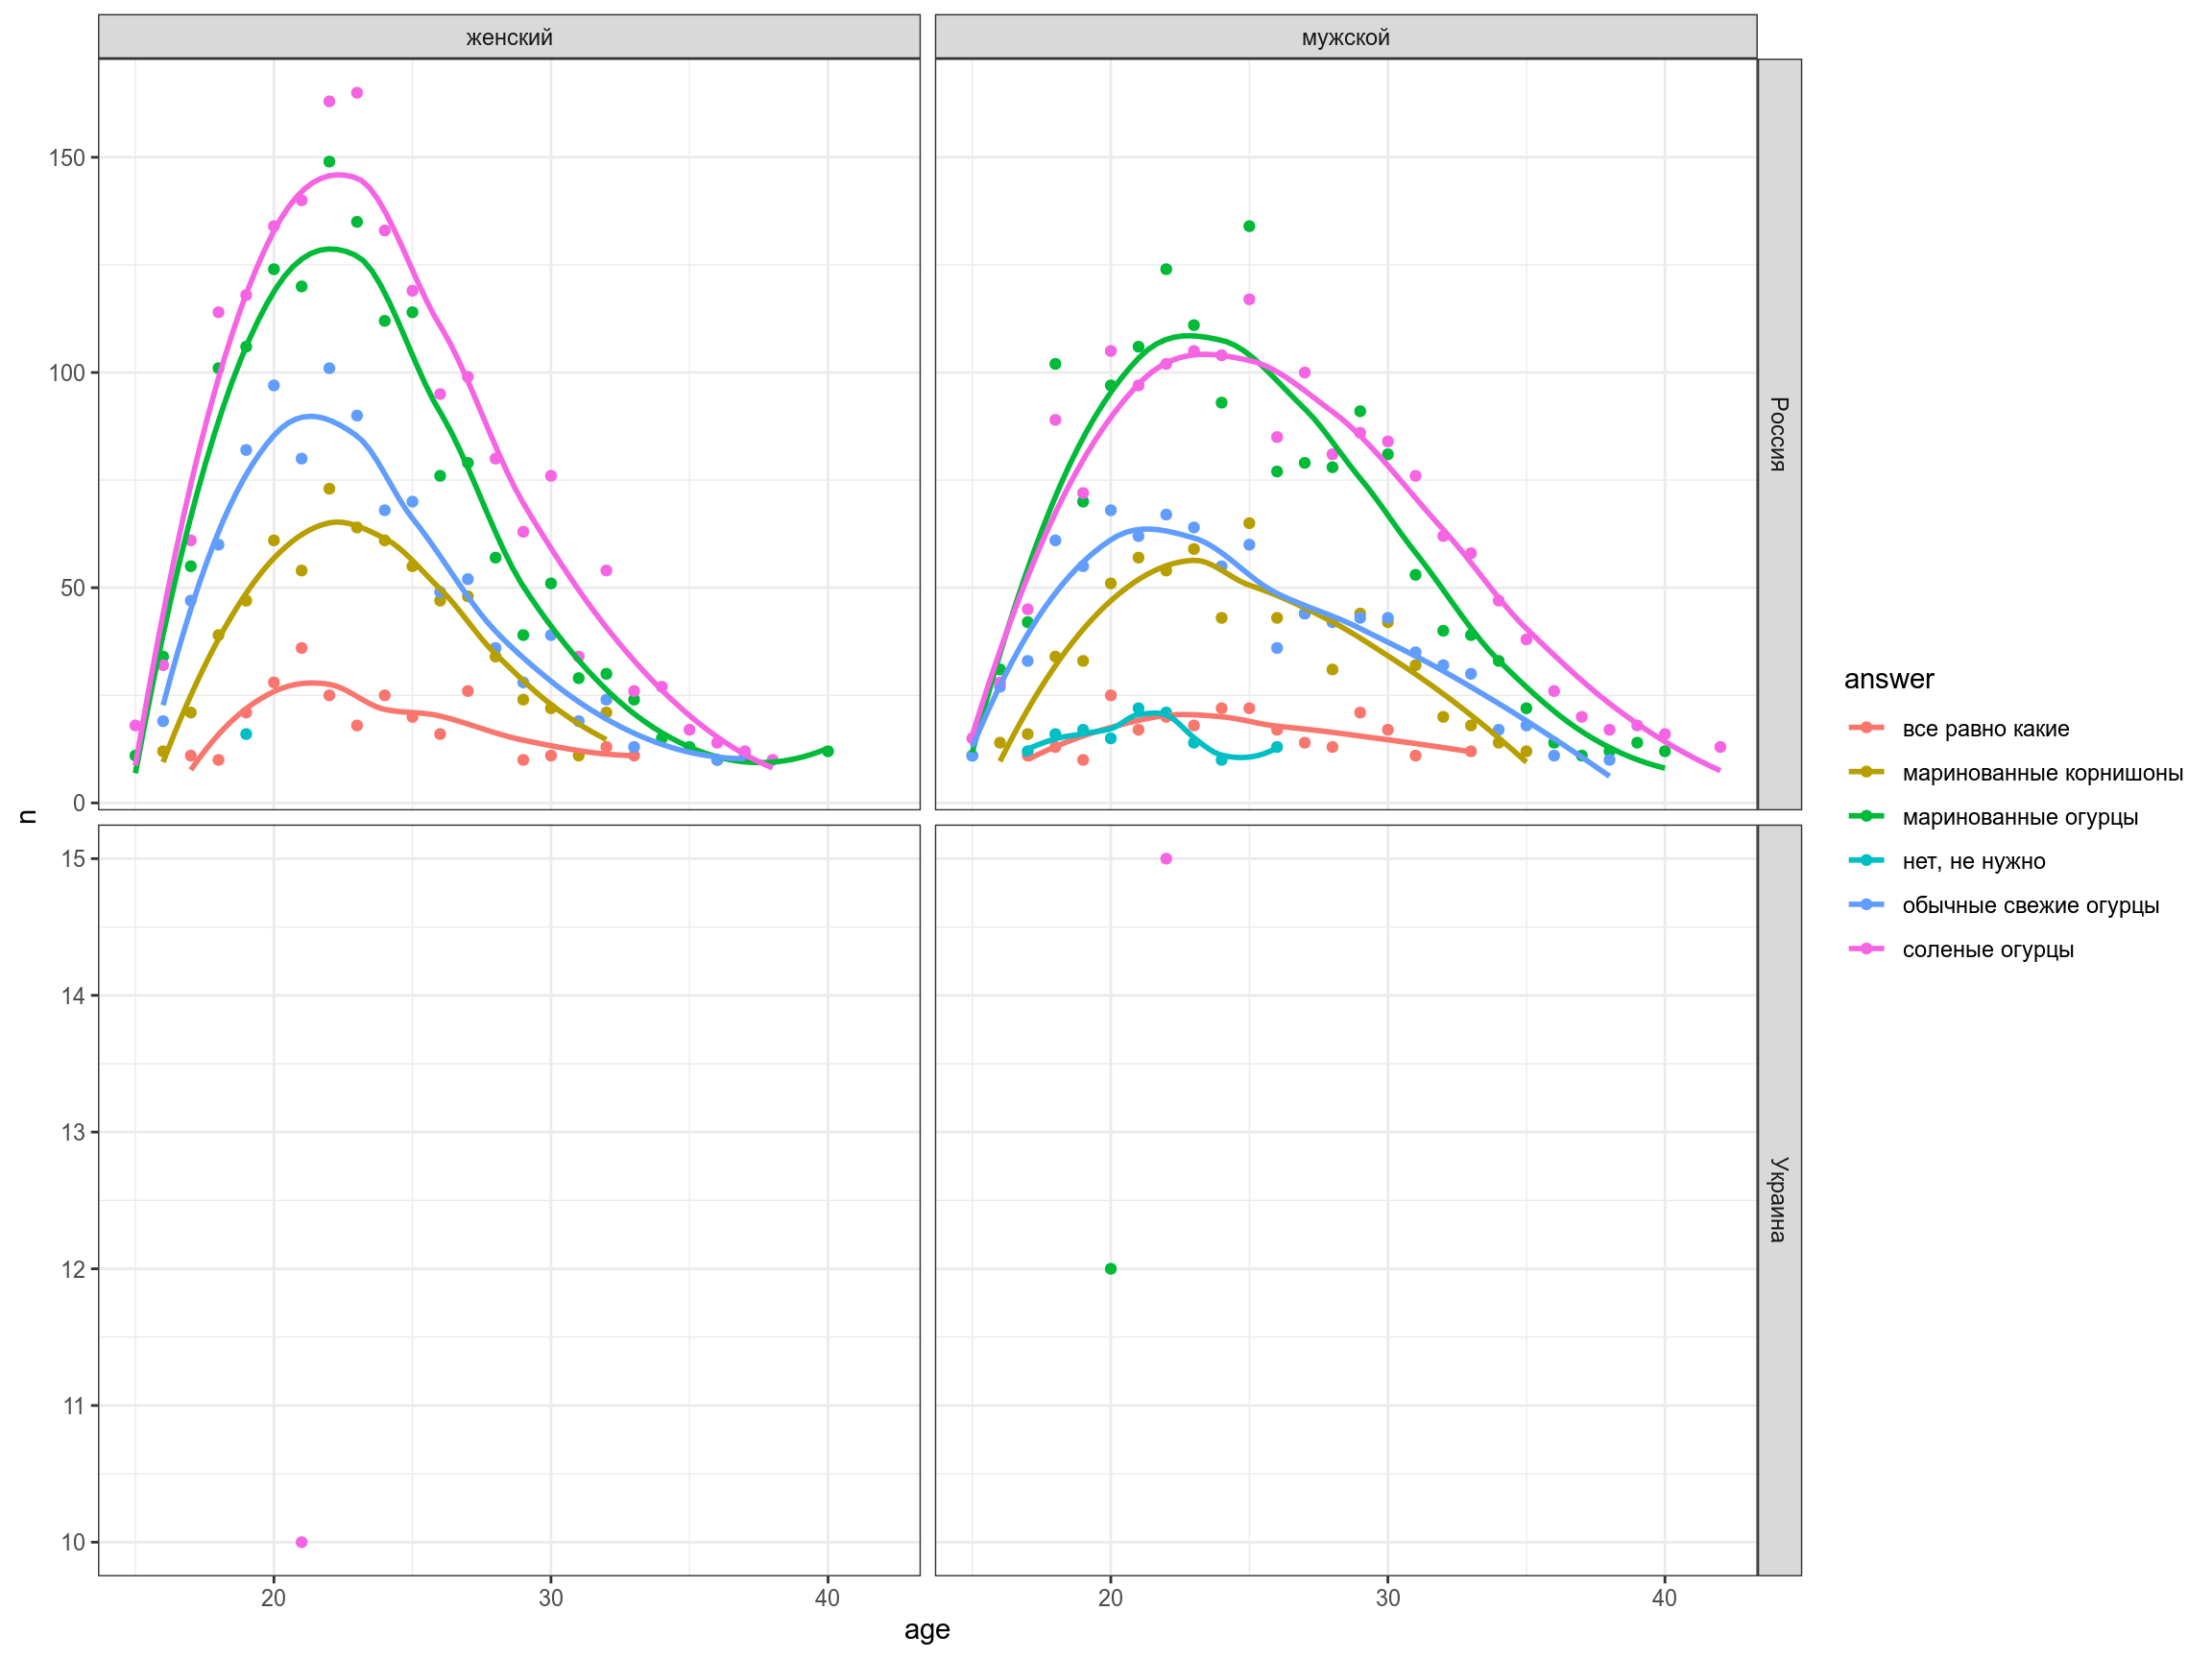 женский
мужской
150
100
50
0
Россия
n
15
14
13
12
11
10
Украина
20
30
40
20
30
40
age
answer
все равно какие
маринованные корнишоны
маринованные огурцы
нет, не нужно
обычные свежие огурцы
соленые огурцы